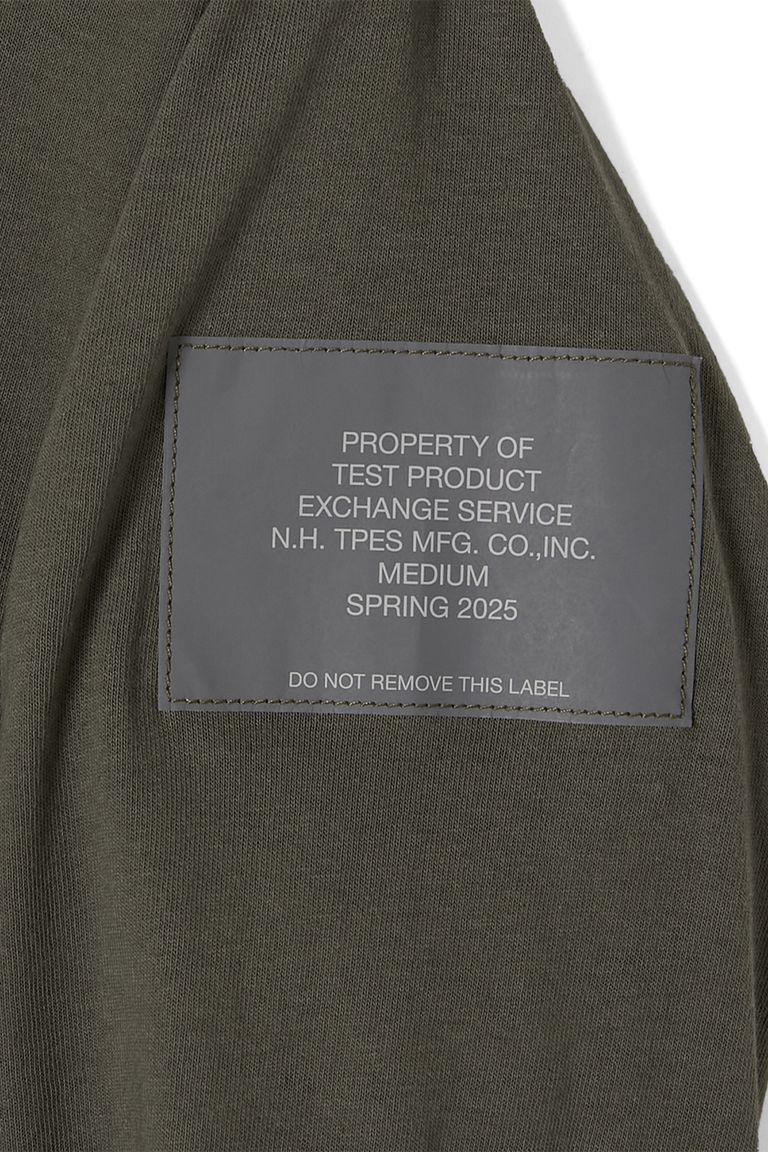 PROPERTY OF
TEST PRODUCT
EXCHANGE SERVICE
N.H. TPES MFG. CO.,INC.
MEDIUM
SPRING 2025
DO NOT REMOVE THIS LABEL